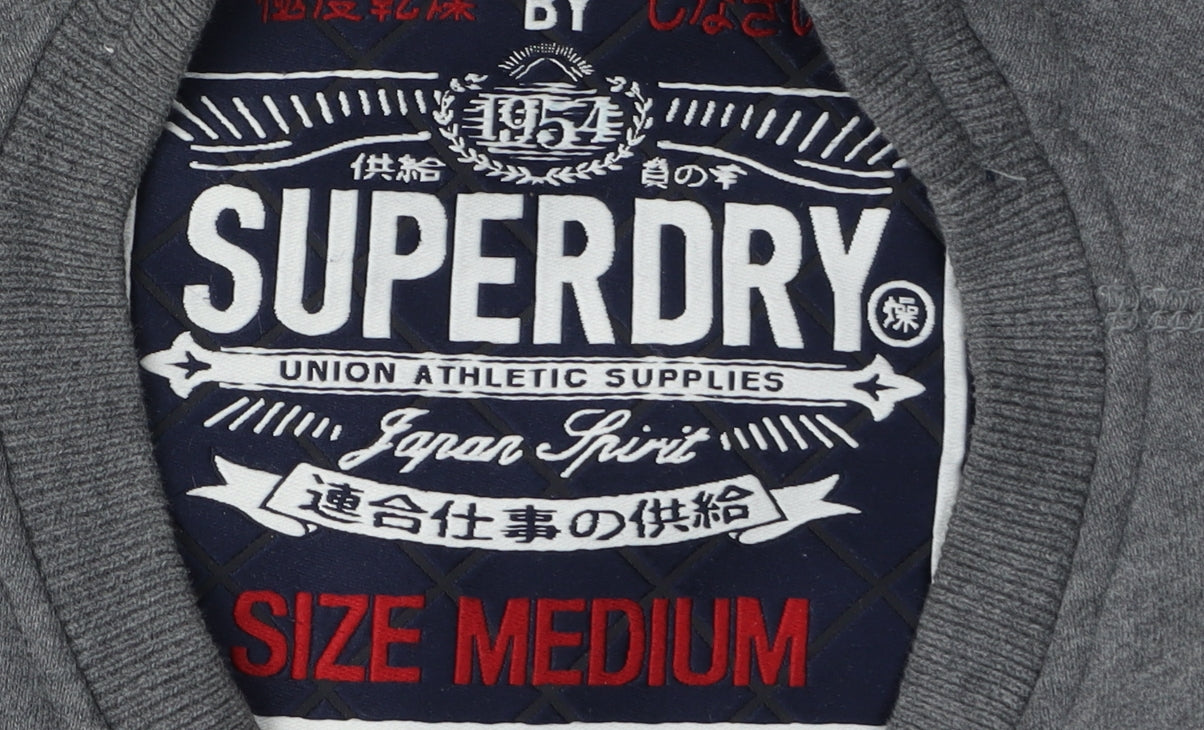 極度乾燥 BY しなさい
1954
供給 負の率
SUPERDRY 燥
UNION ATHLETIC SUPPLIES
Japan Spirit
連合仕事の供給
SIZE MEDIUM